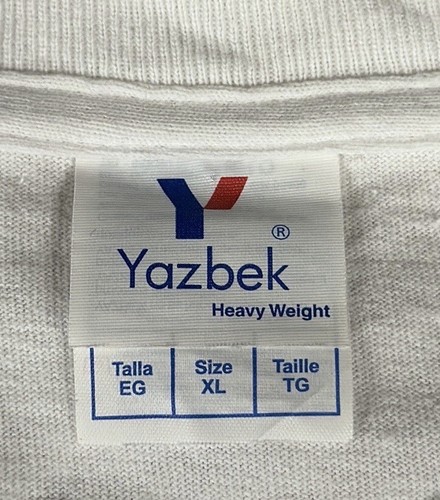 Y
®
Yazbek
Heavy Weight
Talla Size Taille
EG XL TG